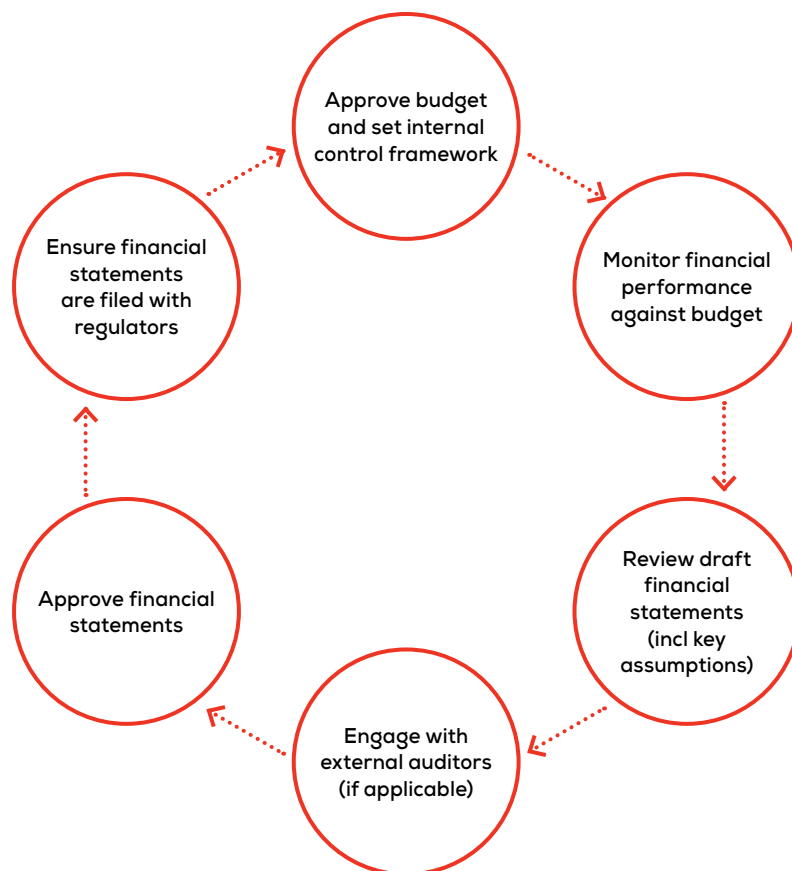 Approve budget
and set internal
control framework
Monitor financial
performance
against budget
Review draft
financial
statements
(incl key
assumptions)
Engage with
external auditors
(if applicable)
Approve financial
statements
Ensure financial
statements
are filed with
regulators